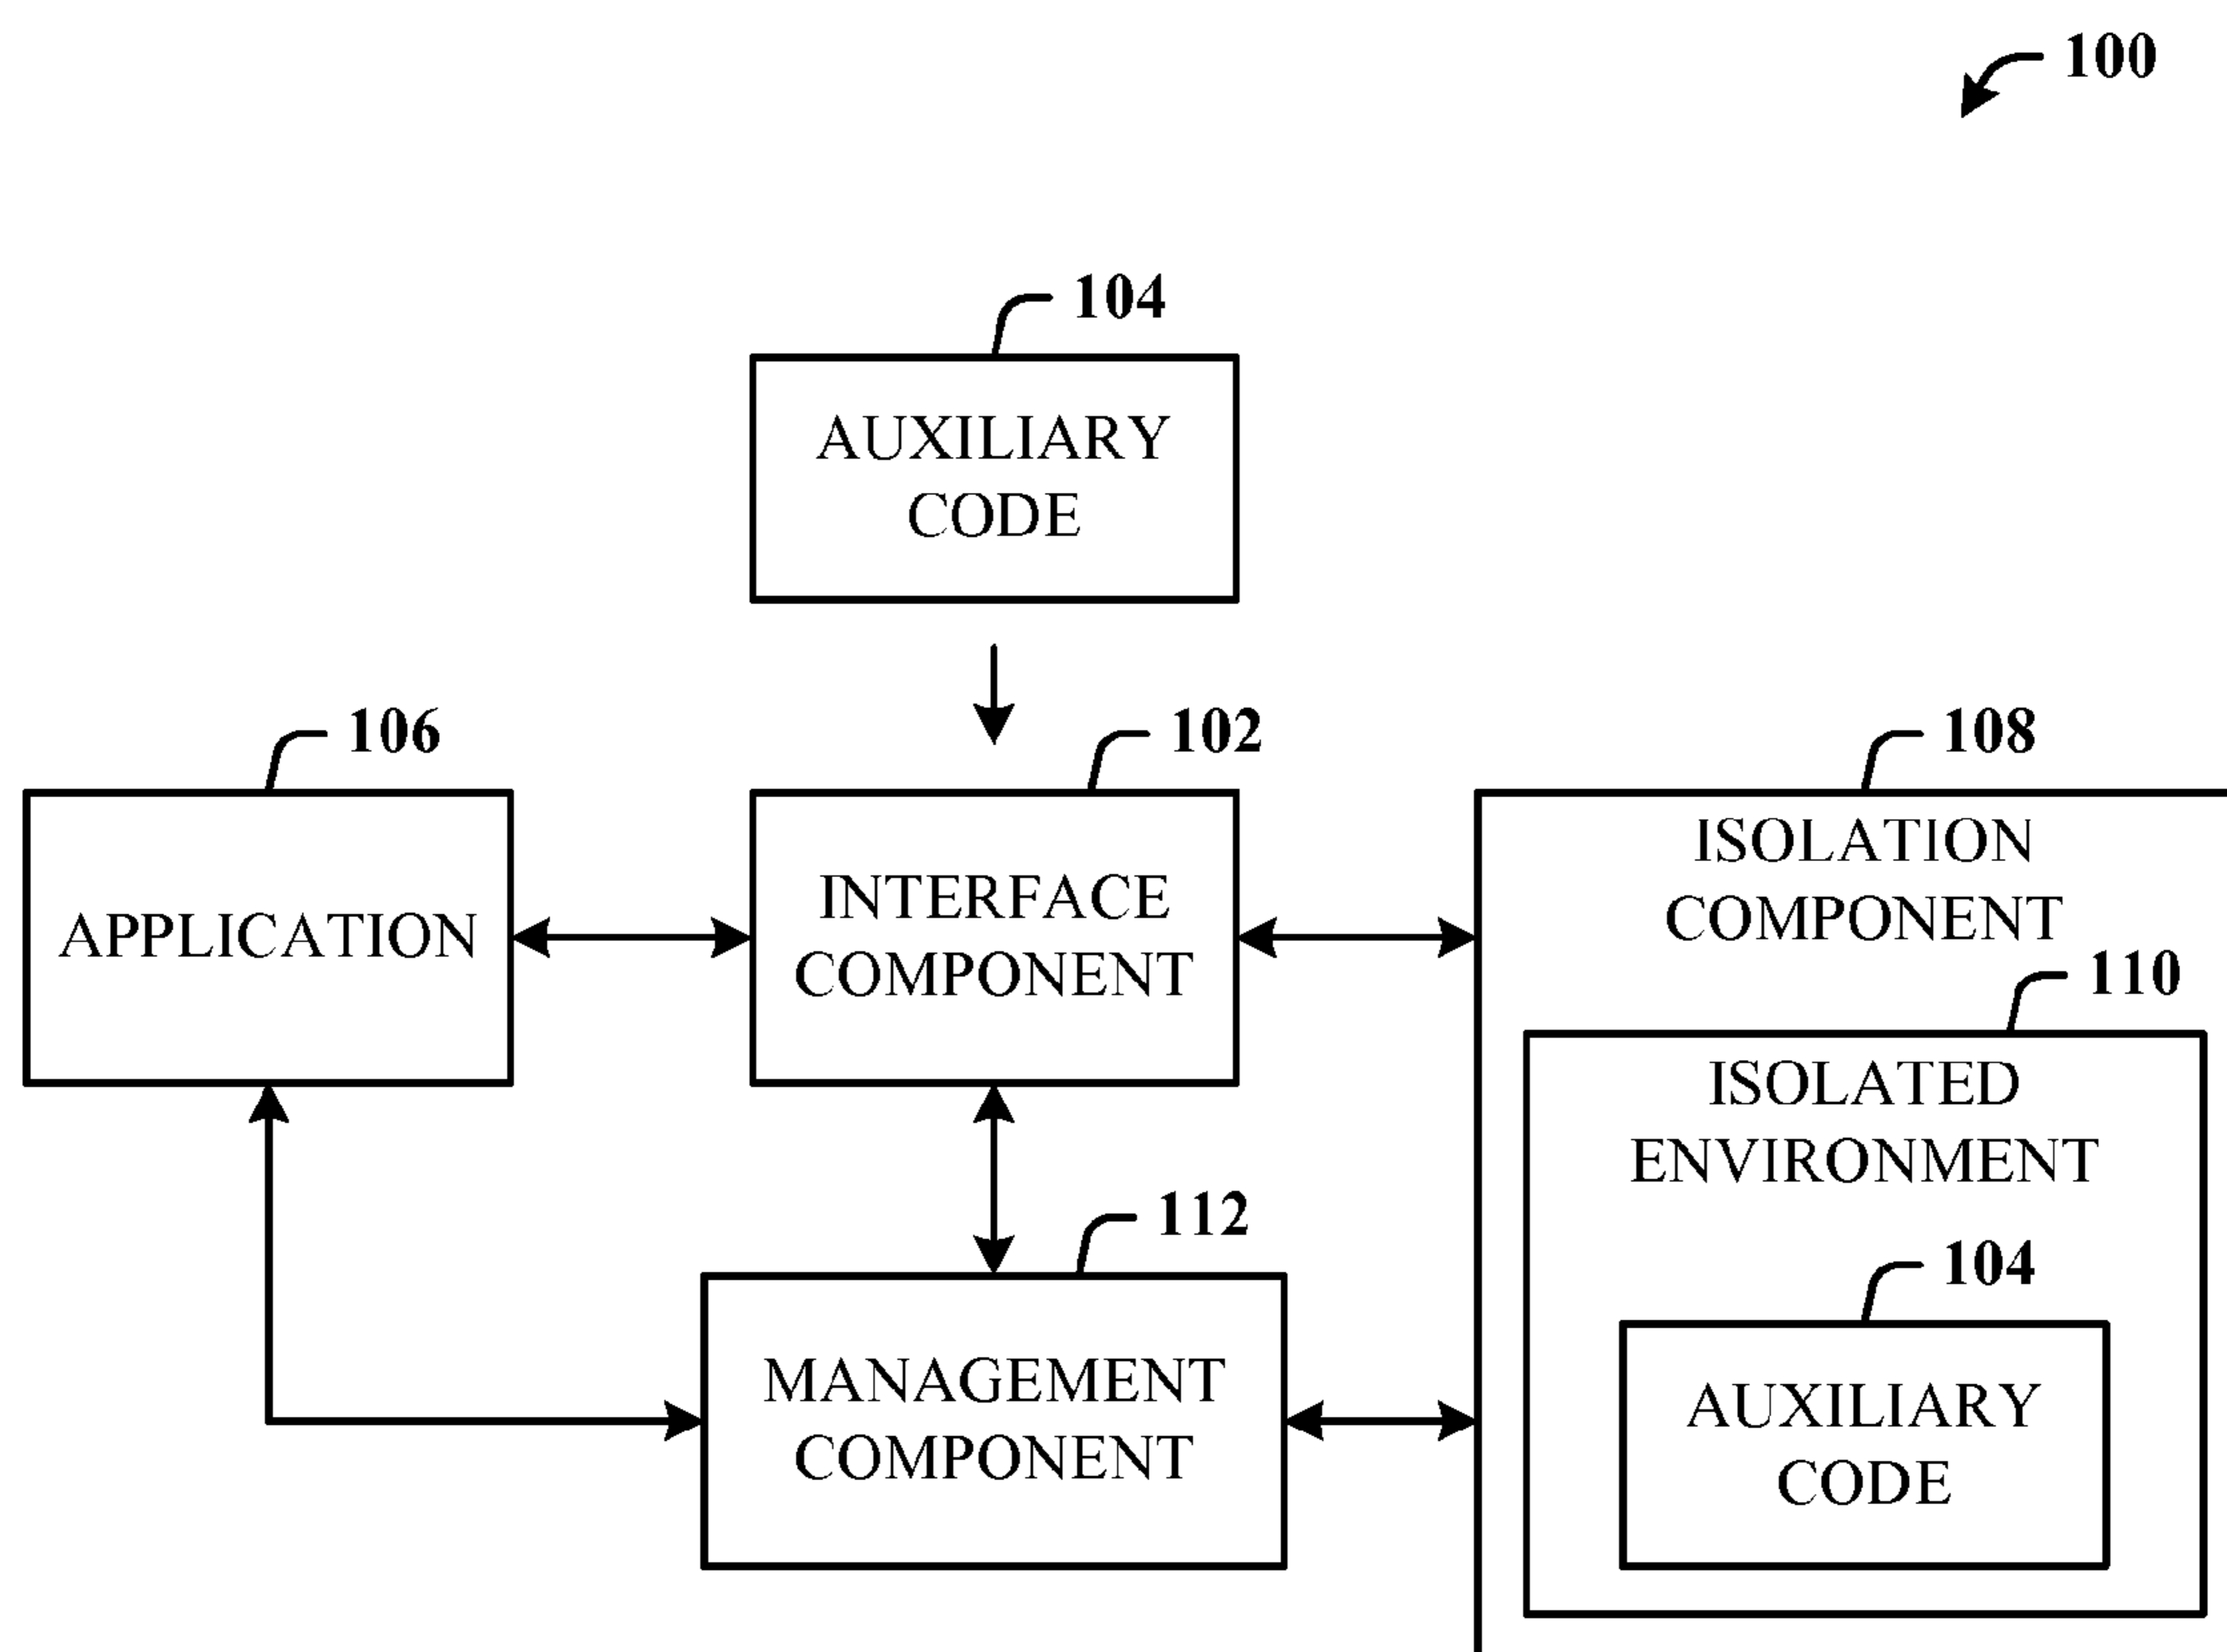 100
104
AUXILIARY
CODE
106
102
108
APPLICATION
INTERFACE
COMPONENT
ISOLATION
COMPONENT
110
ISOLATED
ENVIRONMENT
112
MANAGEMENT
COMPONENT
104
AUXILIARY
CODE